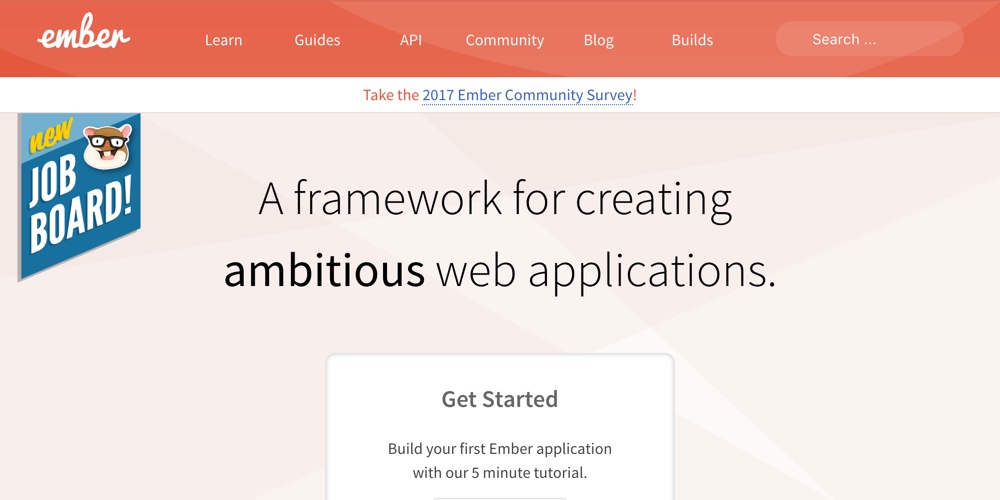 ember
Learn Guides API Community Blog Builds Search ...
Take the 2017 Ember Community Survey!
new
JOB
BOARD!
A framework for creating
ambitious web applications.
Get Started
Build your first Ember application
with our 5 minute tutorial.